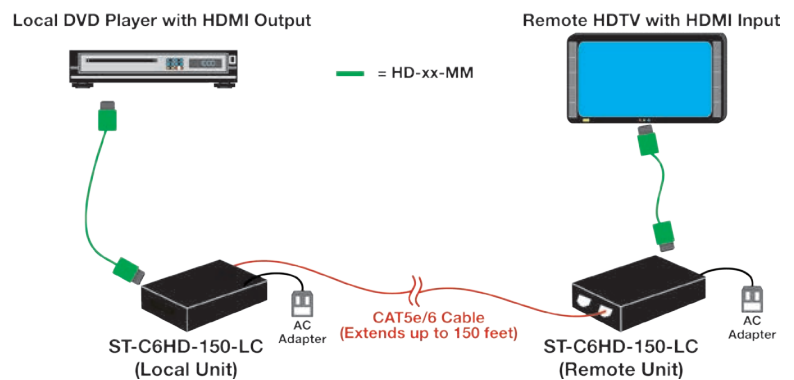 Local DVD Player with HDMI Output
Remote HDTV with HDMI Input
= HD-xx-MM
CAT5e/6 Cable
(Extends up to 150 feet)
AC
Adapter
AC
Adapter
ST-C6HD-150-LC
(Local Unit)
ST-C6HD-150-LC
(Remote Unit)